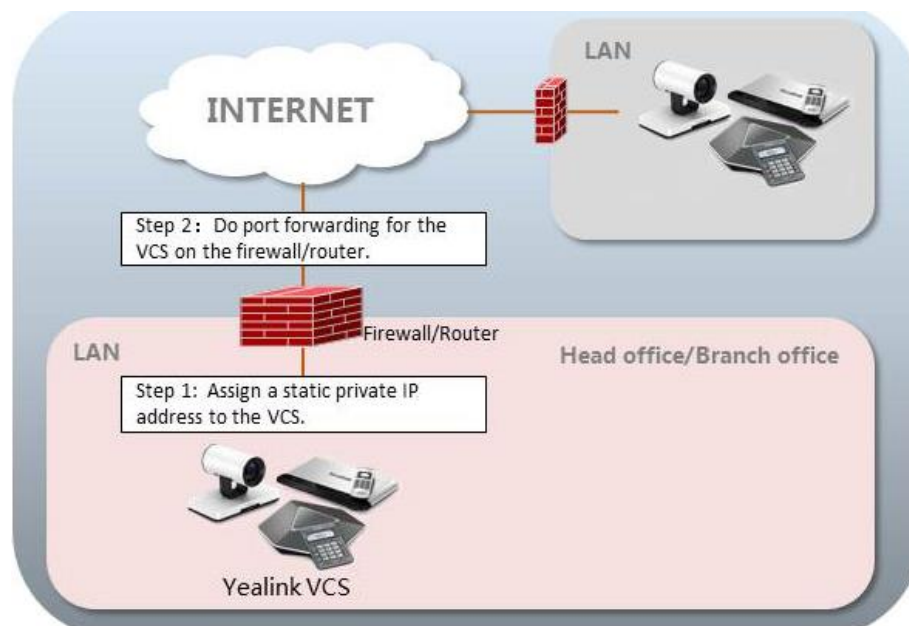 LAN
INTERNET
Step 2: Do port forwarding for the
VCS on the firewall/router.
Firewall/Router
LAN
Head office/Branch office
Step 1: Assign a static private IP
address to the VCS.
Yealink VCS